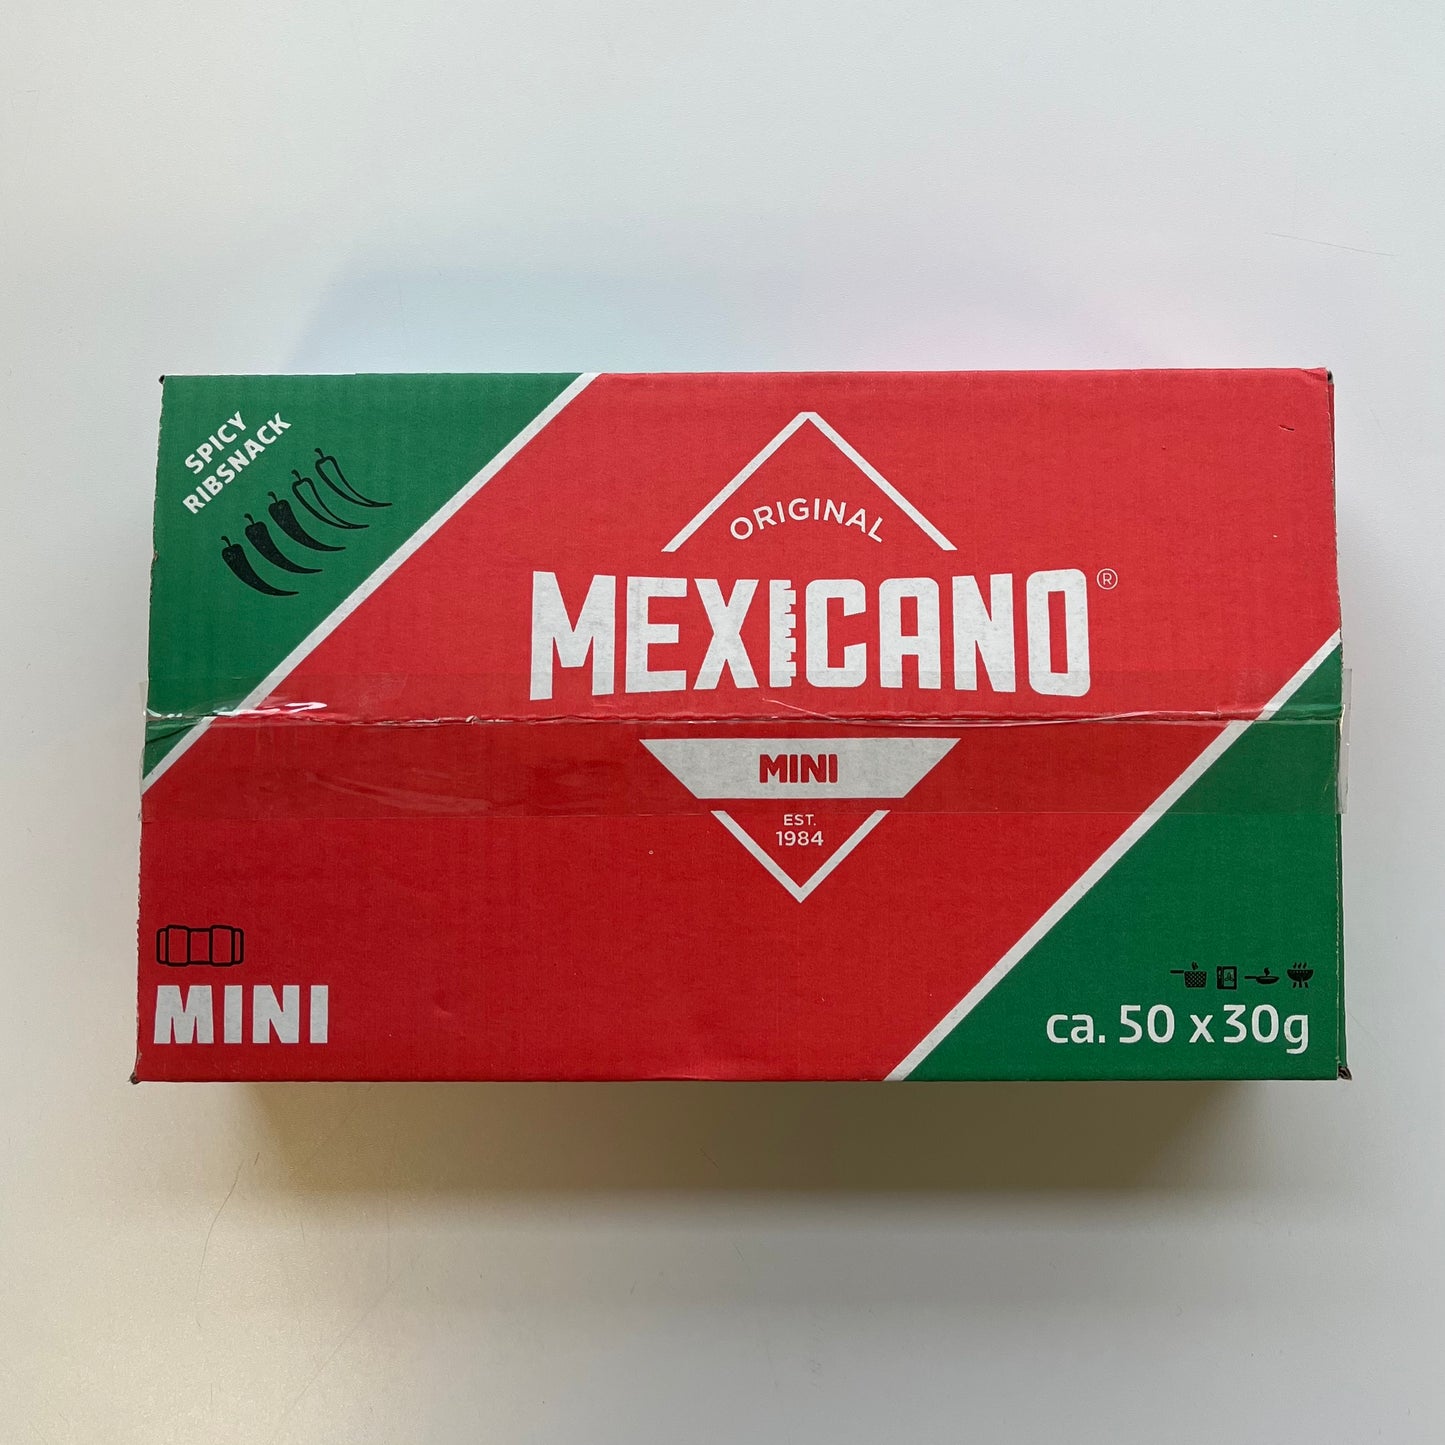 SPICY
RIBSNACK
ORIGINAL
MEXICANO®
MINI
EST.
1984
MINI
ca. 50 x 30g